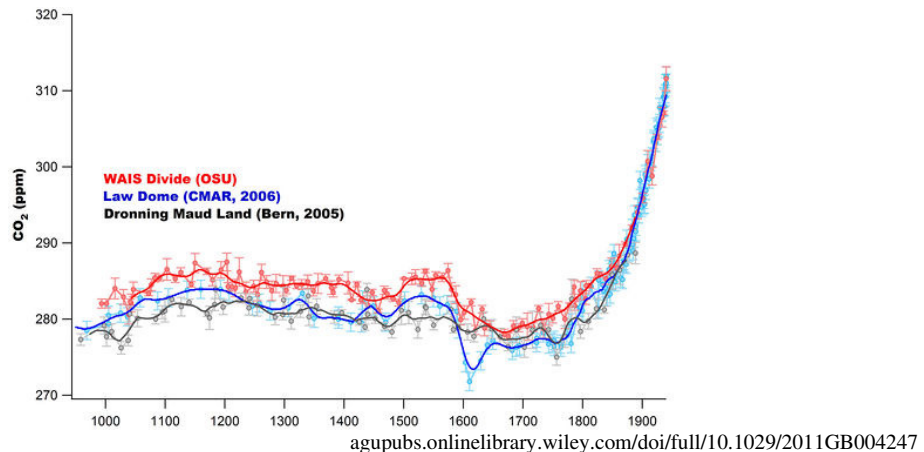 320
310
300
290
280
270
CO2 (ppm)
WAIS Divide (OSU)
Law Dome (CMAR, 2006)
Dronning Maud Land (Bern, 2005)
1000 1100 1200 1300 1400 1500 1600 1700 1800 1900
agupubs.onlinelibrary.wiley.com/doi/full/10.1029/2011GB004247